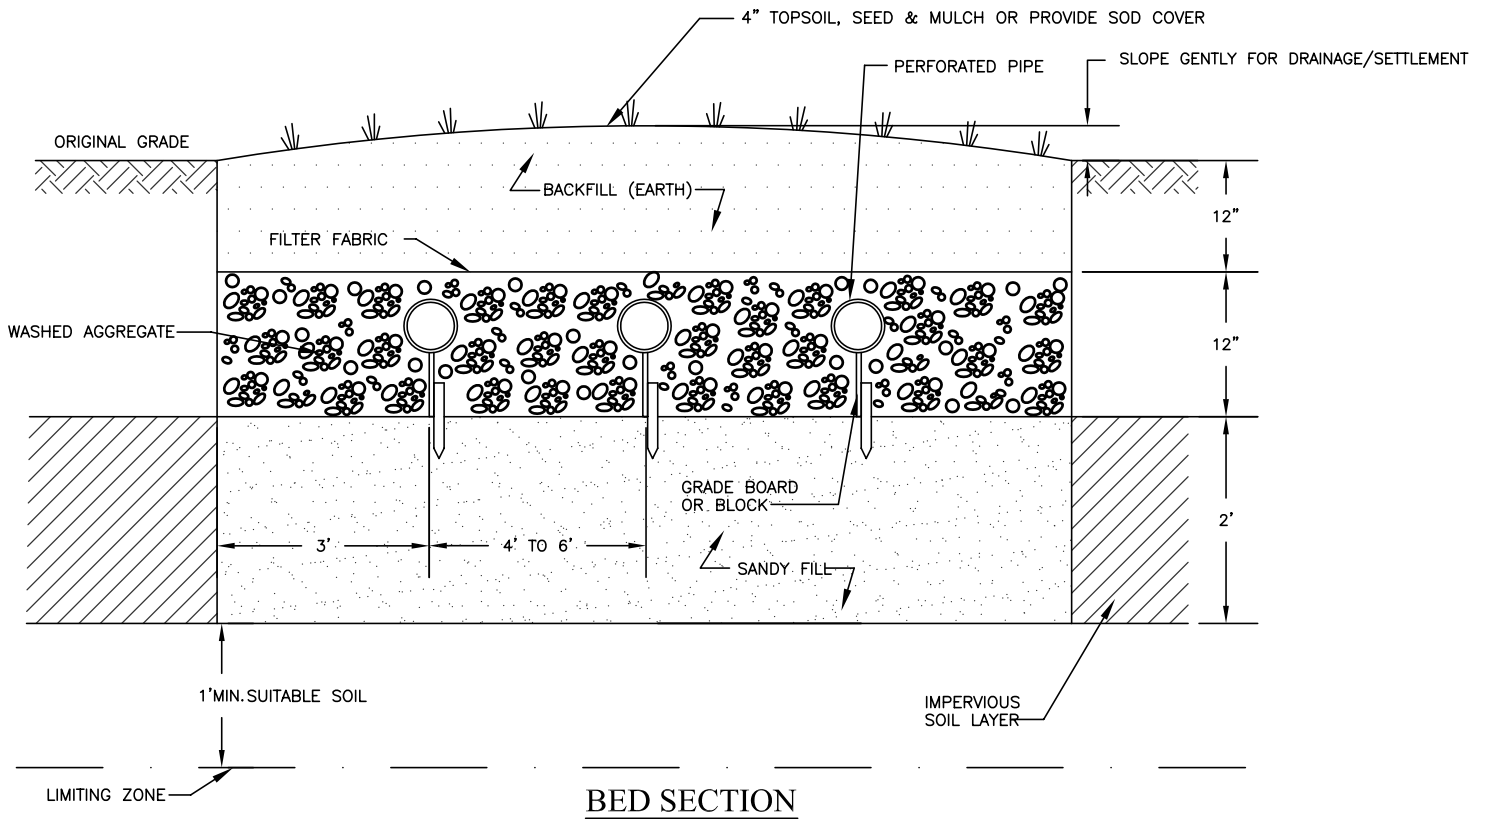 4” TOPSOIL, SEED & MULCH OR PROVIDE SOD COVER
SLOPE GENTLY FOR DRAINAGE/SETTLEMENT
PERFORATED PIPE
ORIGINAL GRADE
BACKFILL (EARTH)
12”
FILTER FABRIC
WASHED AGGREGATE
12”
GRADE BOARD
OR BLOCK
2'
3'
4' TO 6'
SANDY FILL
1'MIN.SUITABLE SOIL
IMPERVIOUS
SOIL LAYER
LIMITING ZONE
BED SECTION